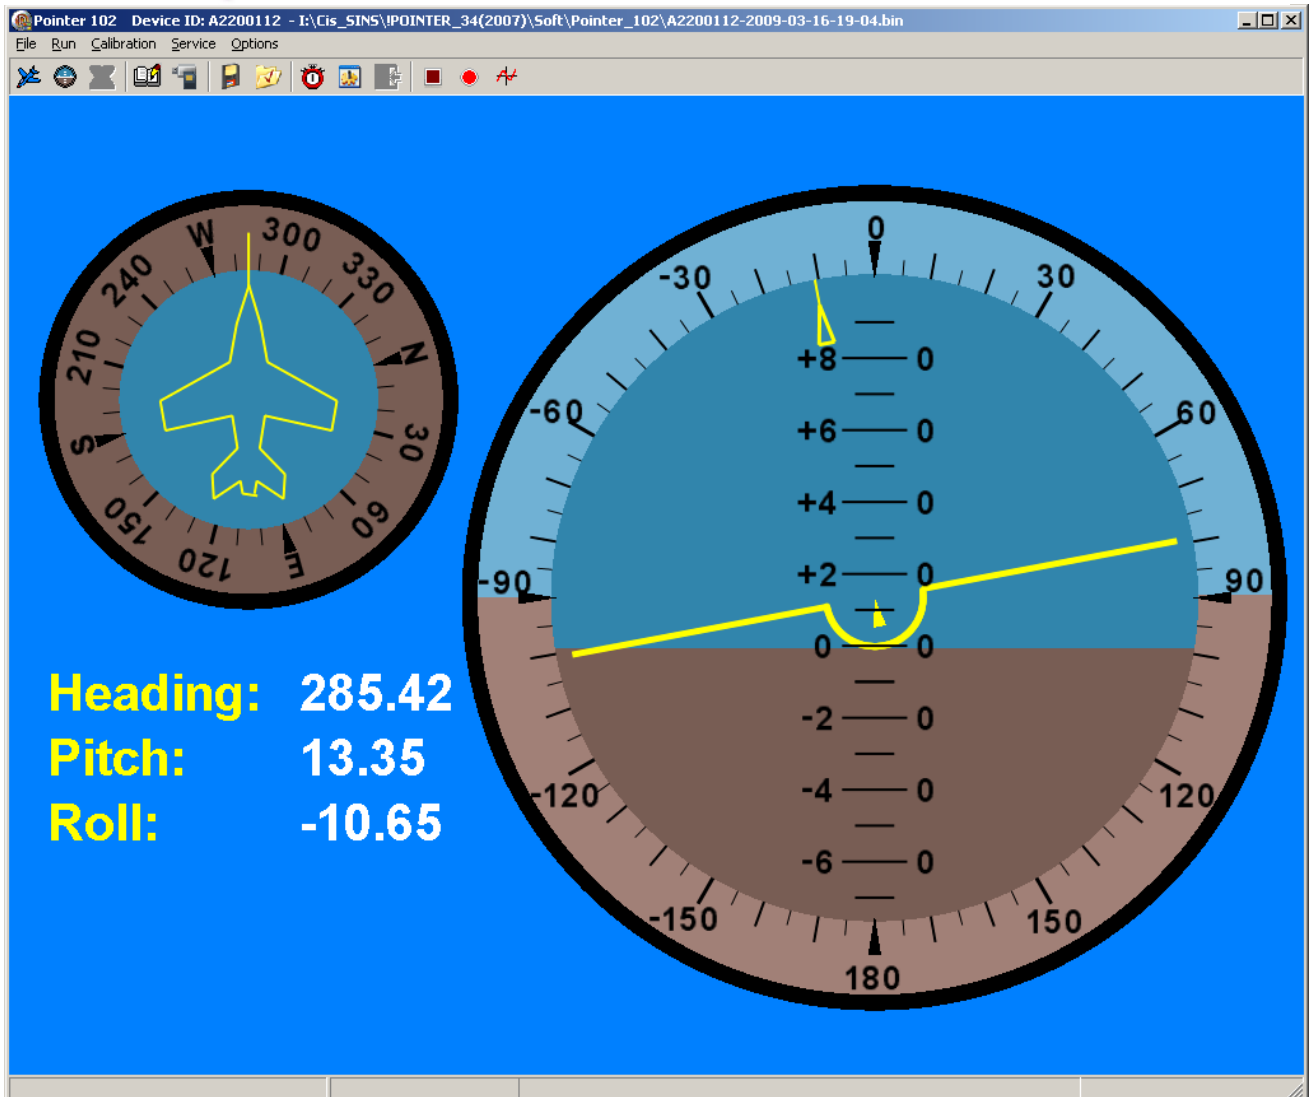 Pointer 102 Device ID: A2200112 - I:\Cis_SINS\!POINTER_34(2007)\Soft\Pointer_102\A2200112-2009-03-16-19-04.bin
File Run Calibration Service Options
W 300 330 N 30 60 E 120 150 S 210 240
0
-30 30
-60 60
-90 90
-120 120
-150 150
180
+8 0
+6 0
+4 0
+2 0
0 0
-2 0
-4 0
-6 0
Heading: 285.42
Pitch: 13.35
Roll: -10.65